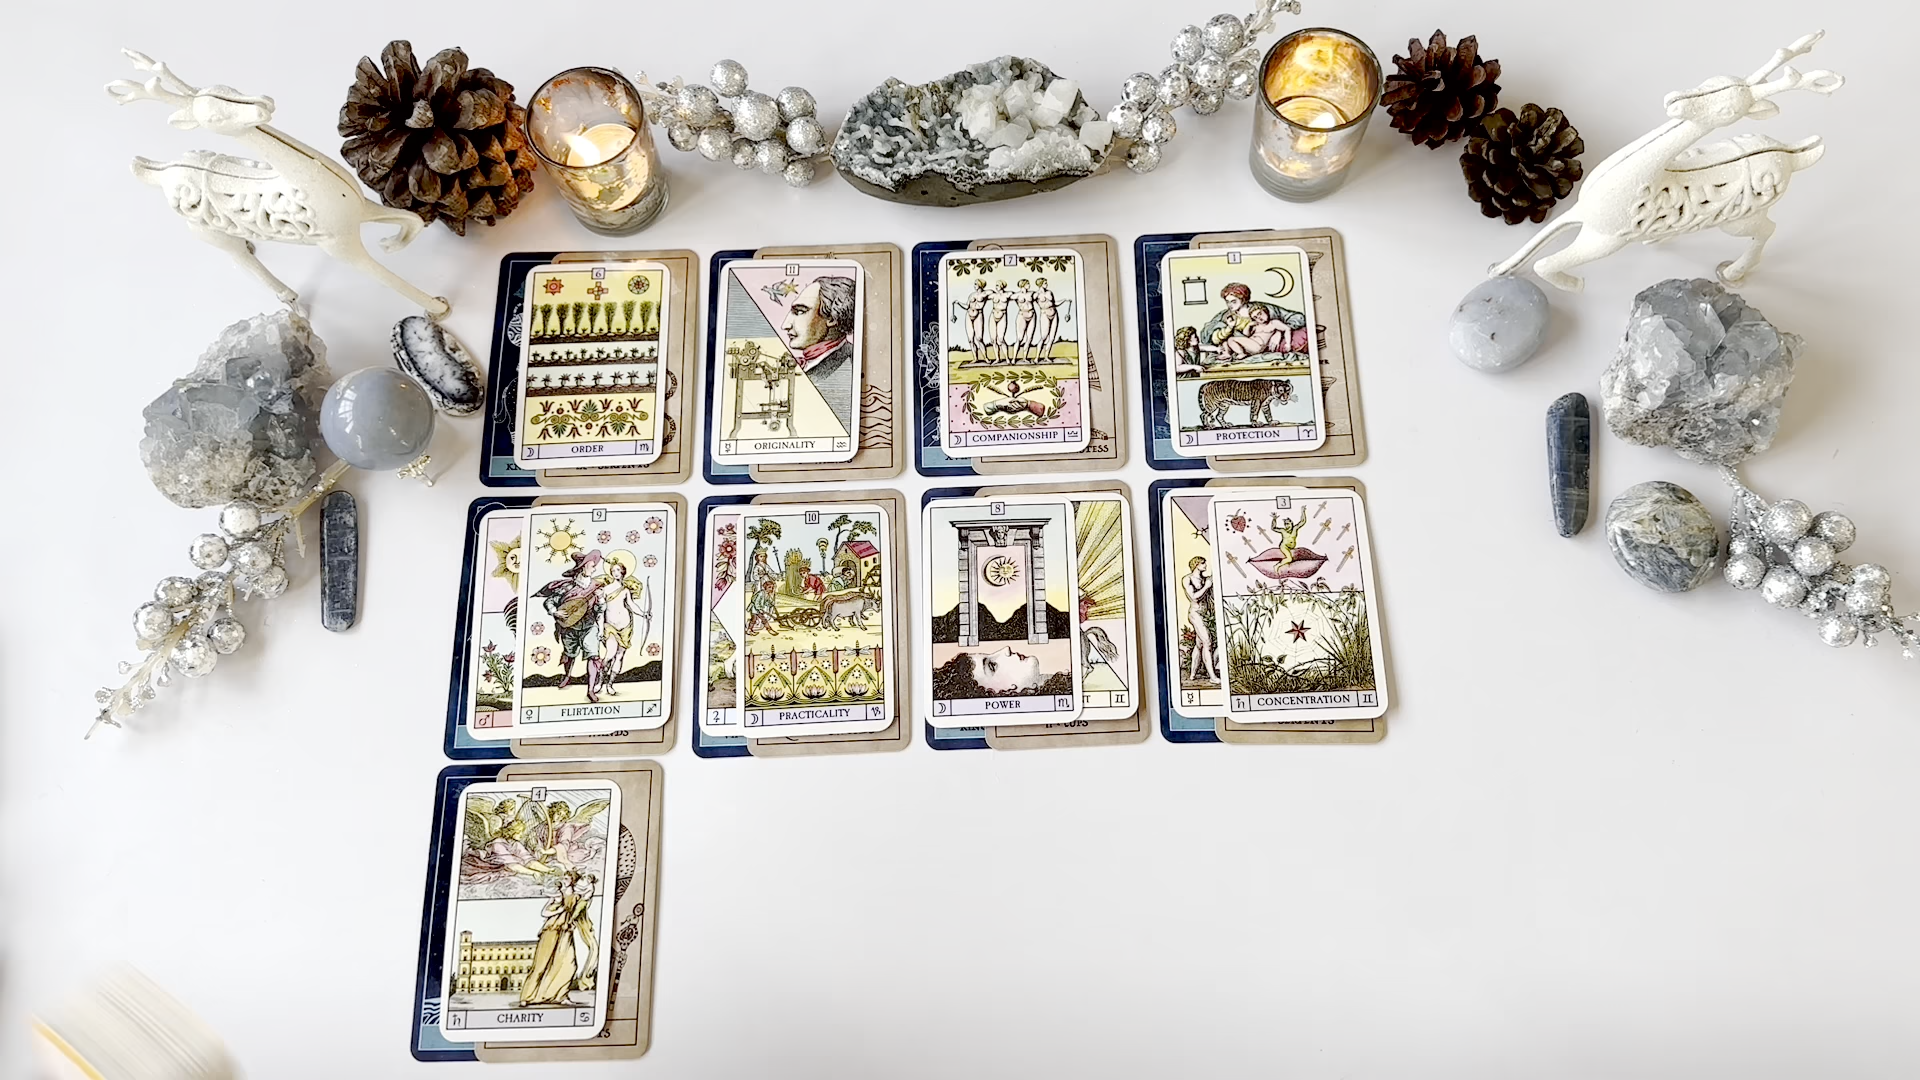 6
ORDER
11
ORIGINALITY
7
COMPANIONSHIP
1
PROTECTION
9
FLIRTATION
10
PRACTICALITY
8
POWER
3
CONCENTRATION
4
CHARITY